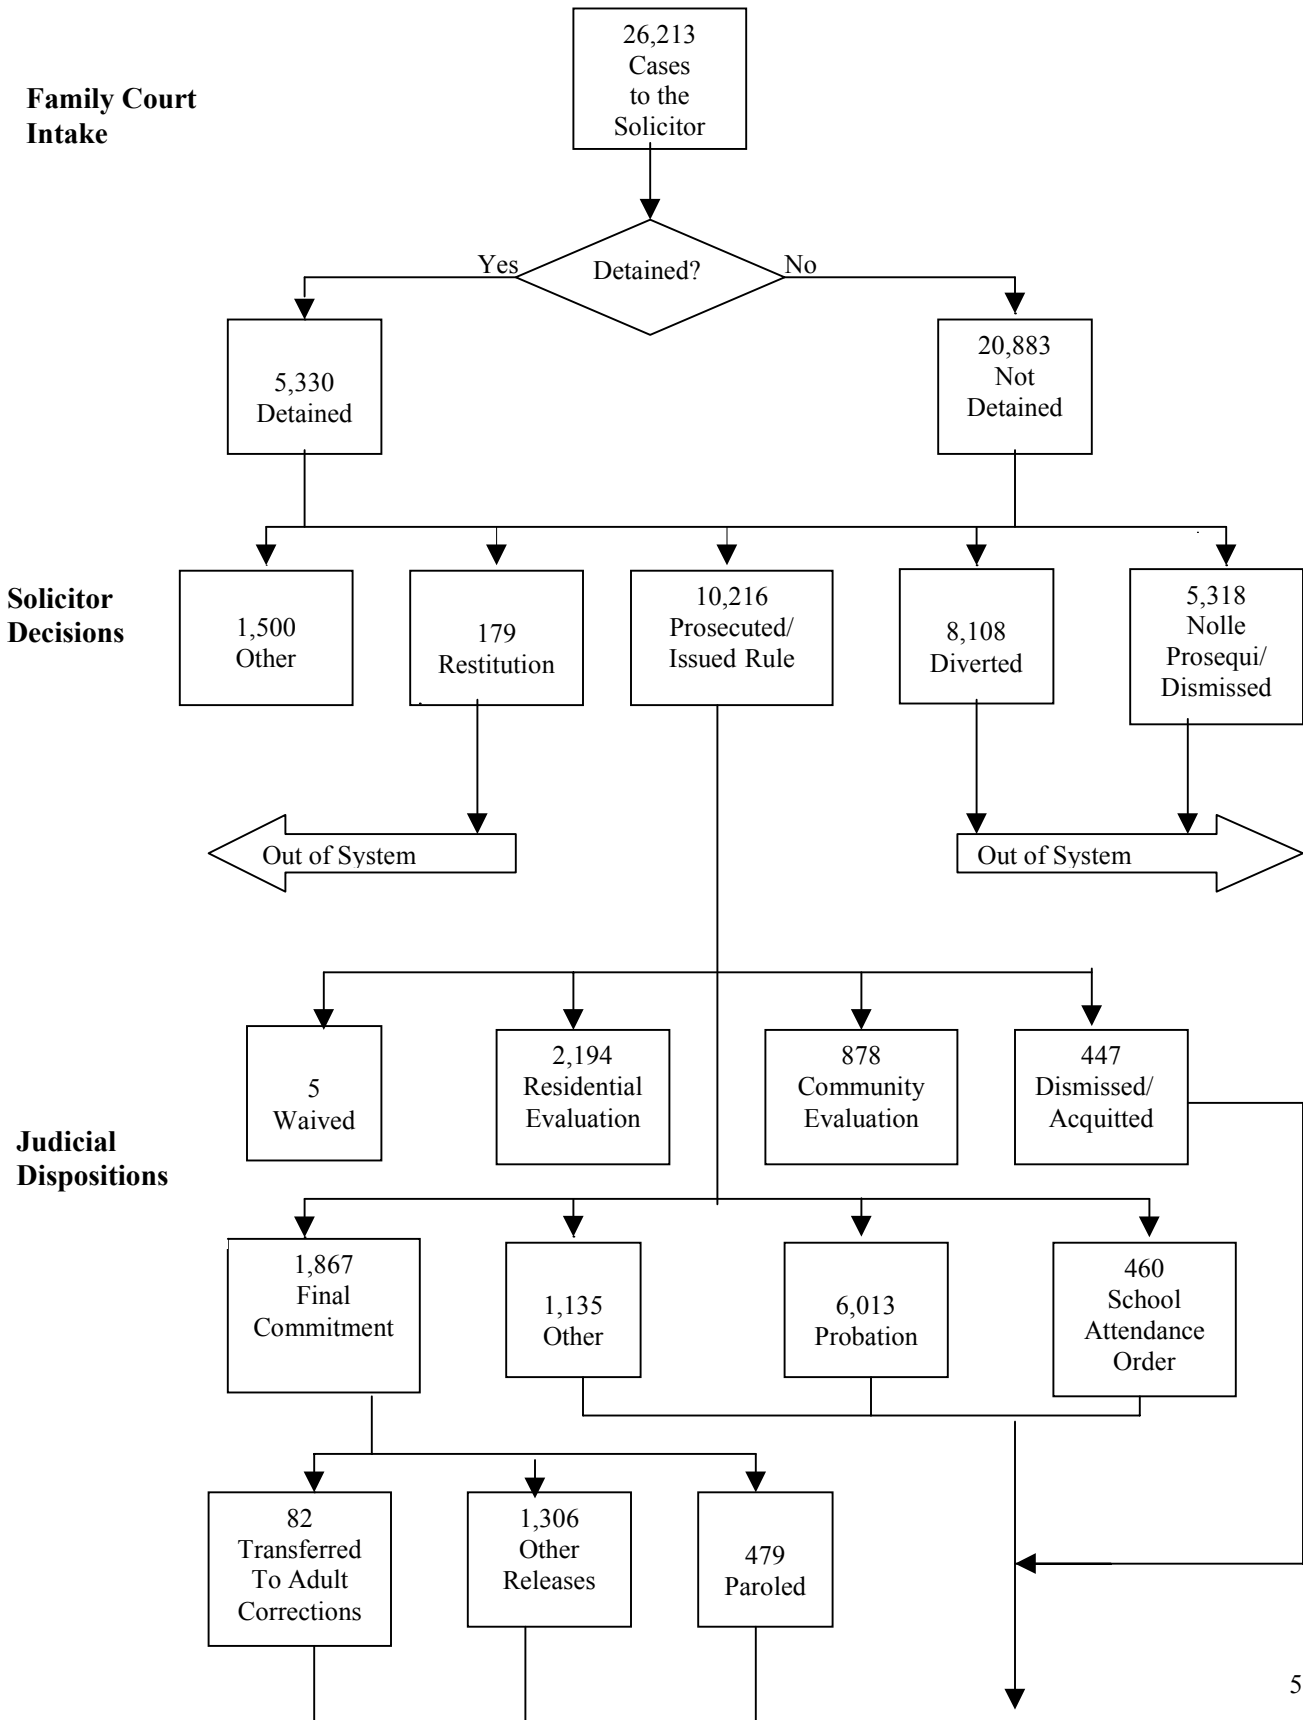 26,213
Cases
to the
Solicitor
Family Court
Intake
Yes
Detained?
No
5,330
Detained
20,883
Not
Detained
Solicitor
Decisions
1,500
Other
179
Restitution
10,216
Prosecuted/
Issued Rule
8,108
Diverted
5,318
Nolle
Prosequi/
Dismissed
Out of System
Out of System
5
Waived
2,194
Residential
Evaluation
878
Community
Evaluation
447
Dismissed/
Acquitted
Judicial
Dispositions
1,867
Final
Commitment
1,135
Other
6,013
Probation
460
School
Attendance
Order
82
Transferred
To Adult
Corrections
1,306
Other
Releases
479
Paroled
5